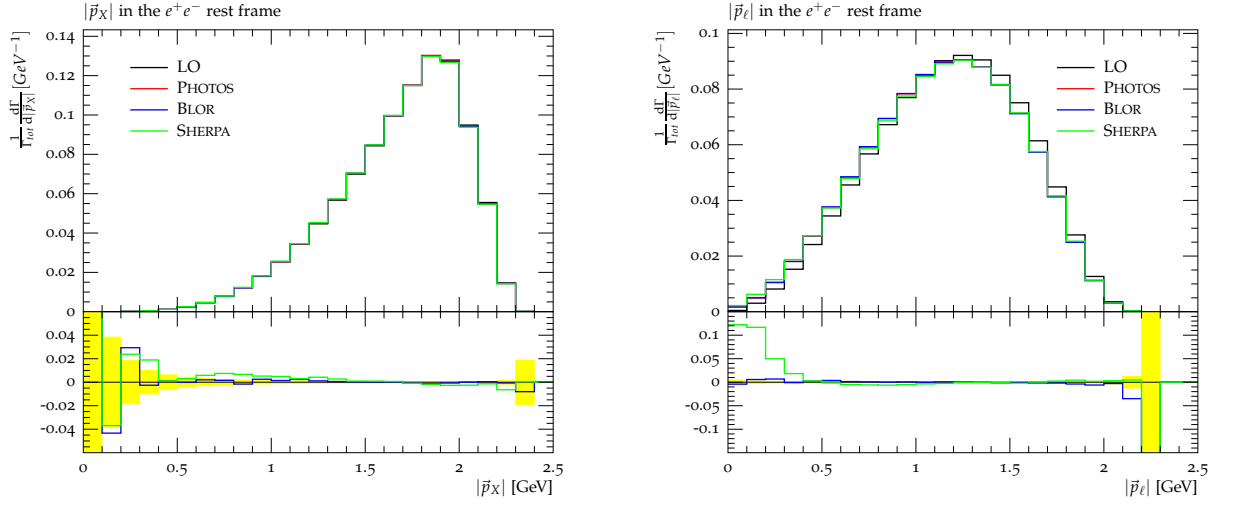 |p⃗_X| in the e⁺e⁻ rest frame
1/Γ_tot dΓ/d|p⃗_X| [GeV⁻¹]
0.14
0.12
0.1
0.08
0.06
0.04
0.02
0
LO
PHOTOS
BLOR
SHERPA
0.04
0.02
0
-0.02
-0.04
0
0.5
1
1.5
2
2.5
|p⃗_X| [GeV]
|p⃗_ℓ| in the e⁺e⁻ rest frame
1/Γ_tot dΓ/d|p⃗_ℓ| [GeV⁻¹]
0.1
0.08
0.06
0.04
0.02
0
LO
PHOTOS
BLOR
SHERPA
0.1
0.05
0
-0.05
-0.1
0
0.5
1
1.5
2
2.5
|p⃗_ℓ| [GeV]